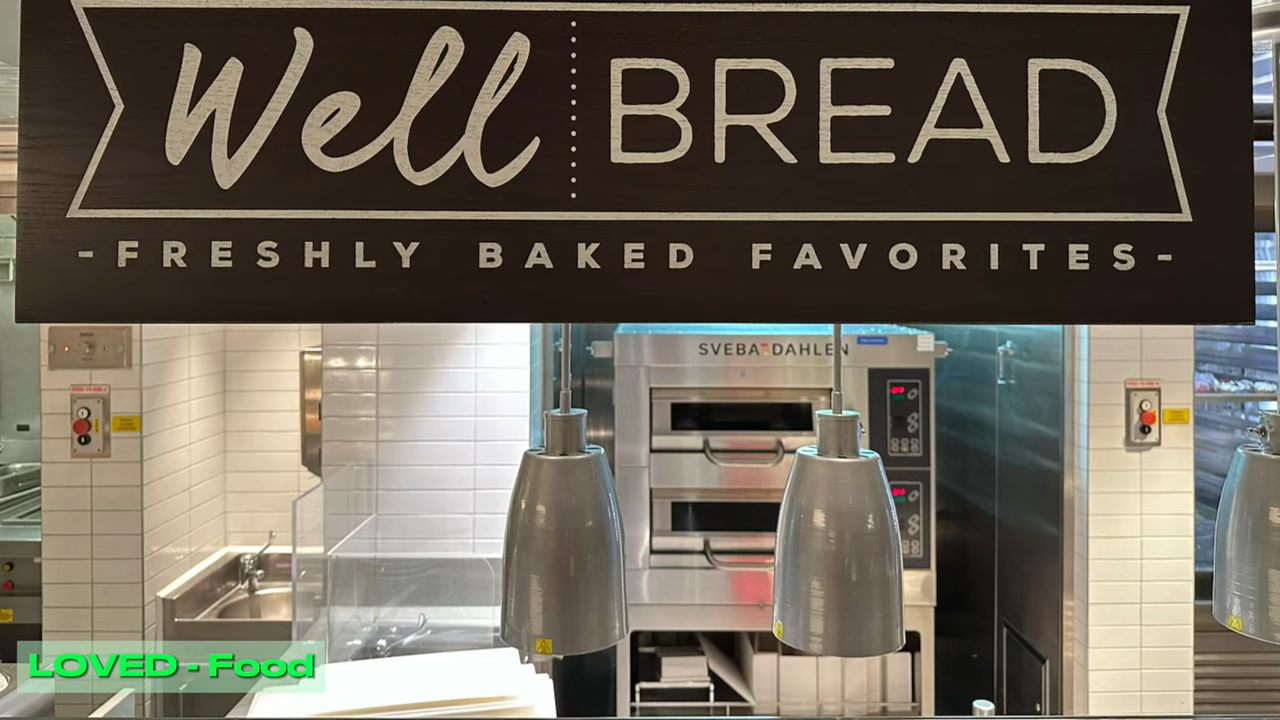 Well BREAD
-FRESHLY BAKED FAVORITES-
SVEBA DAHLEN
LOVED - Food